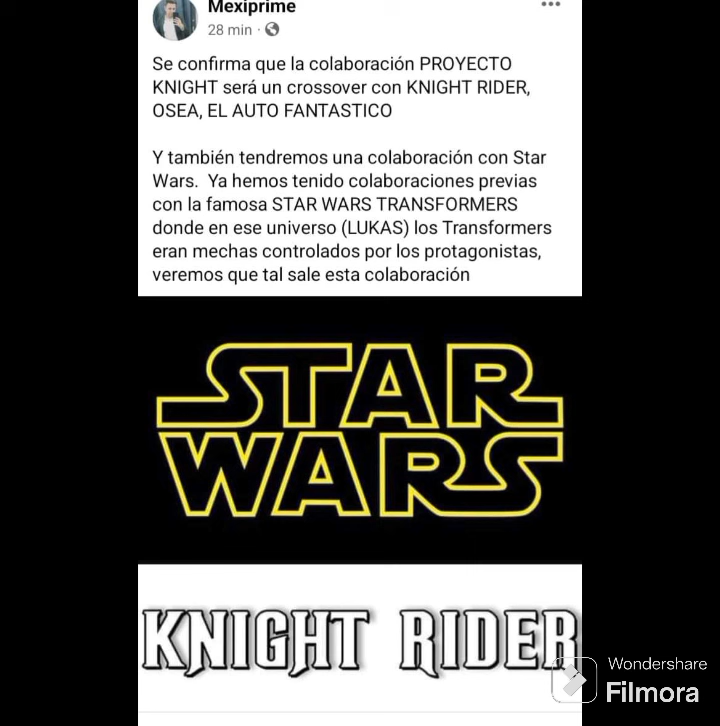 Mexiprime
28 min ·
Se confirma que la colaboración PROYECTO
KNIGHT será un crossover con KNIGHT RIDER,
OSEA, EL AUTO FANTASTICO
Y también tendremos una colaboración con Star
Wars. Ya hemos tenido colaboraciones previas
con la famosa STAR WARS TRANSFORMERS
donde en ese universo (LUKAS) los Transformers
eran mechas controlados por los protagonistas,
veremos que tal sale esta colaboración
STAR
WARS
KNIGHT RIDER
Wondershare
Filmora